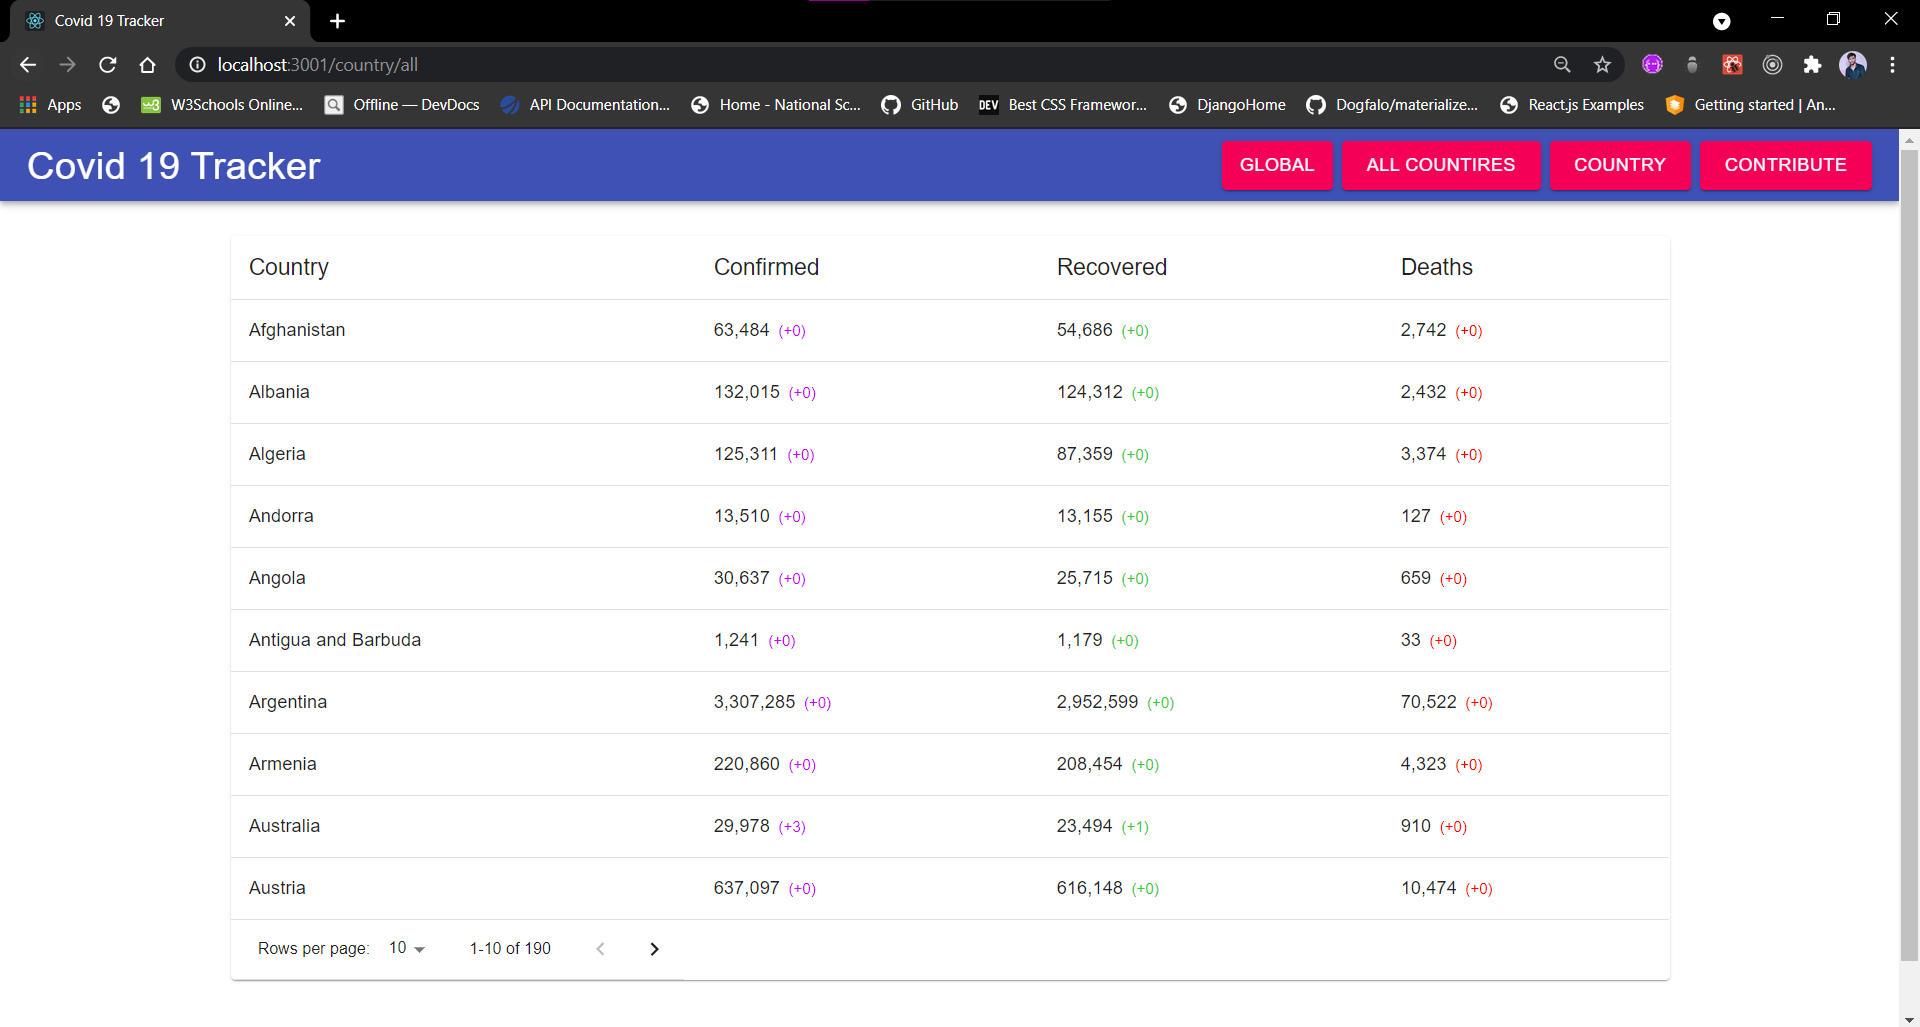 Covid 19 Tracker
localhost:3001/country/all
Apps W3Schools Online... Offline — DevDocs API Documentation... Home - National Sc... GitHub DEV Best CSS Framewor... DjangoHome Dogfalo/materialize... React.js Examples Getting started | An...
Covid 19 Tracker GLOBAL ALL COUNTIRES COUNTRY CONTRIBUTE
Country Confirmed Recovered Deaths
Afghanistan 63,484 (+0) 54,686 (+0) 2,742 (+0)
Albania 132,015 (+0) 124,312 (+0) 2,432 (+0)
Algeria 125,311 (+0) 87,359 (+0) 3,374 (+0)
Andorra 13,510 (+0) 13,155 (+0) 127 (+0)
Angola 30,637 (+0) 25,715 (+0) 659 (+0)
Antigua and Barbuda 1,241 (+0) 1,179 (+0) 33 (+0)
Argentina 3,307,285 (+0) 2,952,599 (+0) 70,522 (+0)
Armenia 220,860 (+0) 208,454 (+0) 4,323 (+0)
Australia 29,978 (+3) 23,494 (+1) 910 (+0)
Austria 637,097 (+0) 616,148 (+0) 10,474 (+0)
Rows per page: 10 1-10 of 190